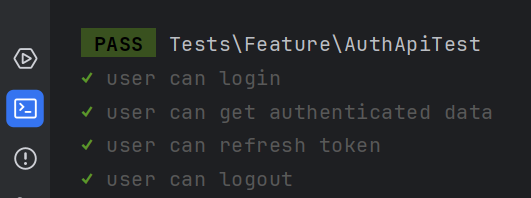 PASS Tests\Feature\AuthApiTest
✓ user can login
✓ user can get authenticated data
✓ user can refresh token
✓ user can logout